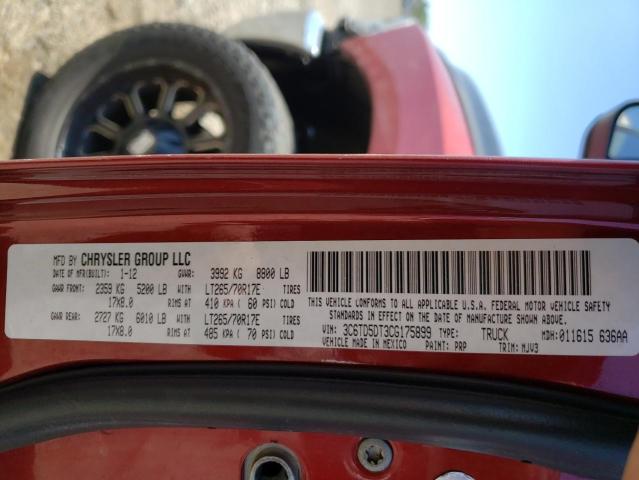 MFD BY CHRYSLER GROUP LLC
DATE OF MFR(BUILT): 1-12 GVWR: 3992 KG 8800 LB
GAWR FRONT: 2359 KG 5200 LB LT265/70R17E TIRES
17X8.0 RIMS AT 410 KPA ( 60 PSI) COLD
GAWR REAR: 2727 KG 6010 LB LT265/70R17E TIRES
17X8.0 RIMS AT 485 KPA ( 70 PSI) COLD
THIS VEHICLE CONFORMS TO ALL APPLICABLE U.S.A. FEDERAL MOTOR VEHICLE SAFETY
STANDARDS IN EFFECT ON THE DATE OF MANUFACTURE SHOWN ABOVE.
VIN: 3C6TD5DT3CG175899 TYPE: TRUCK MDH: 011615 636AA
VEHICLE MADE IN MEXICO PAINT: PRP TRIM: MJV3